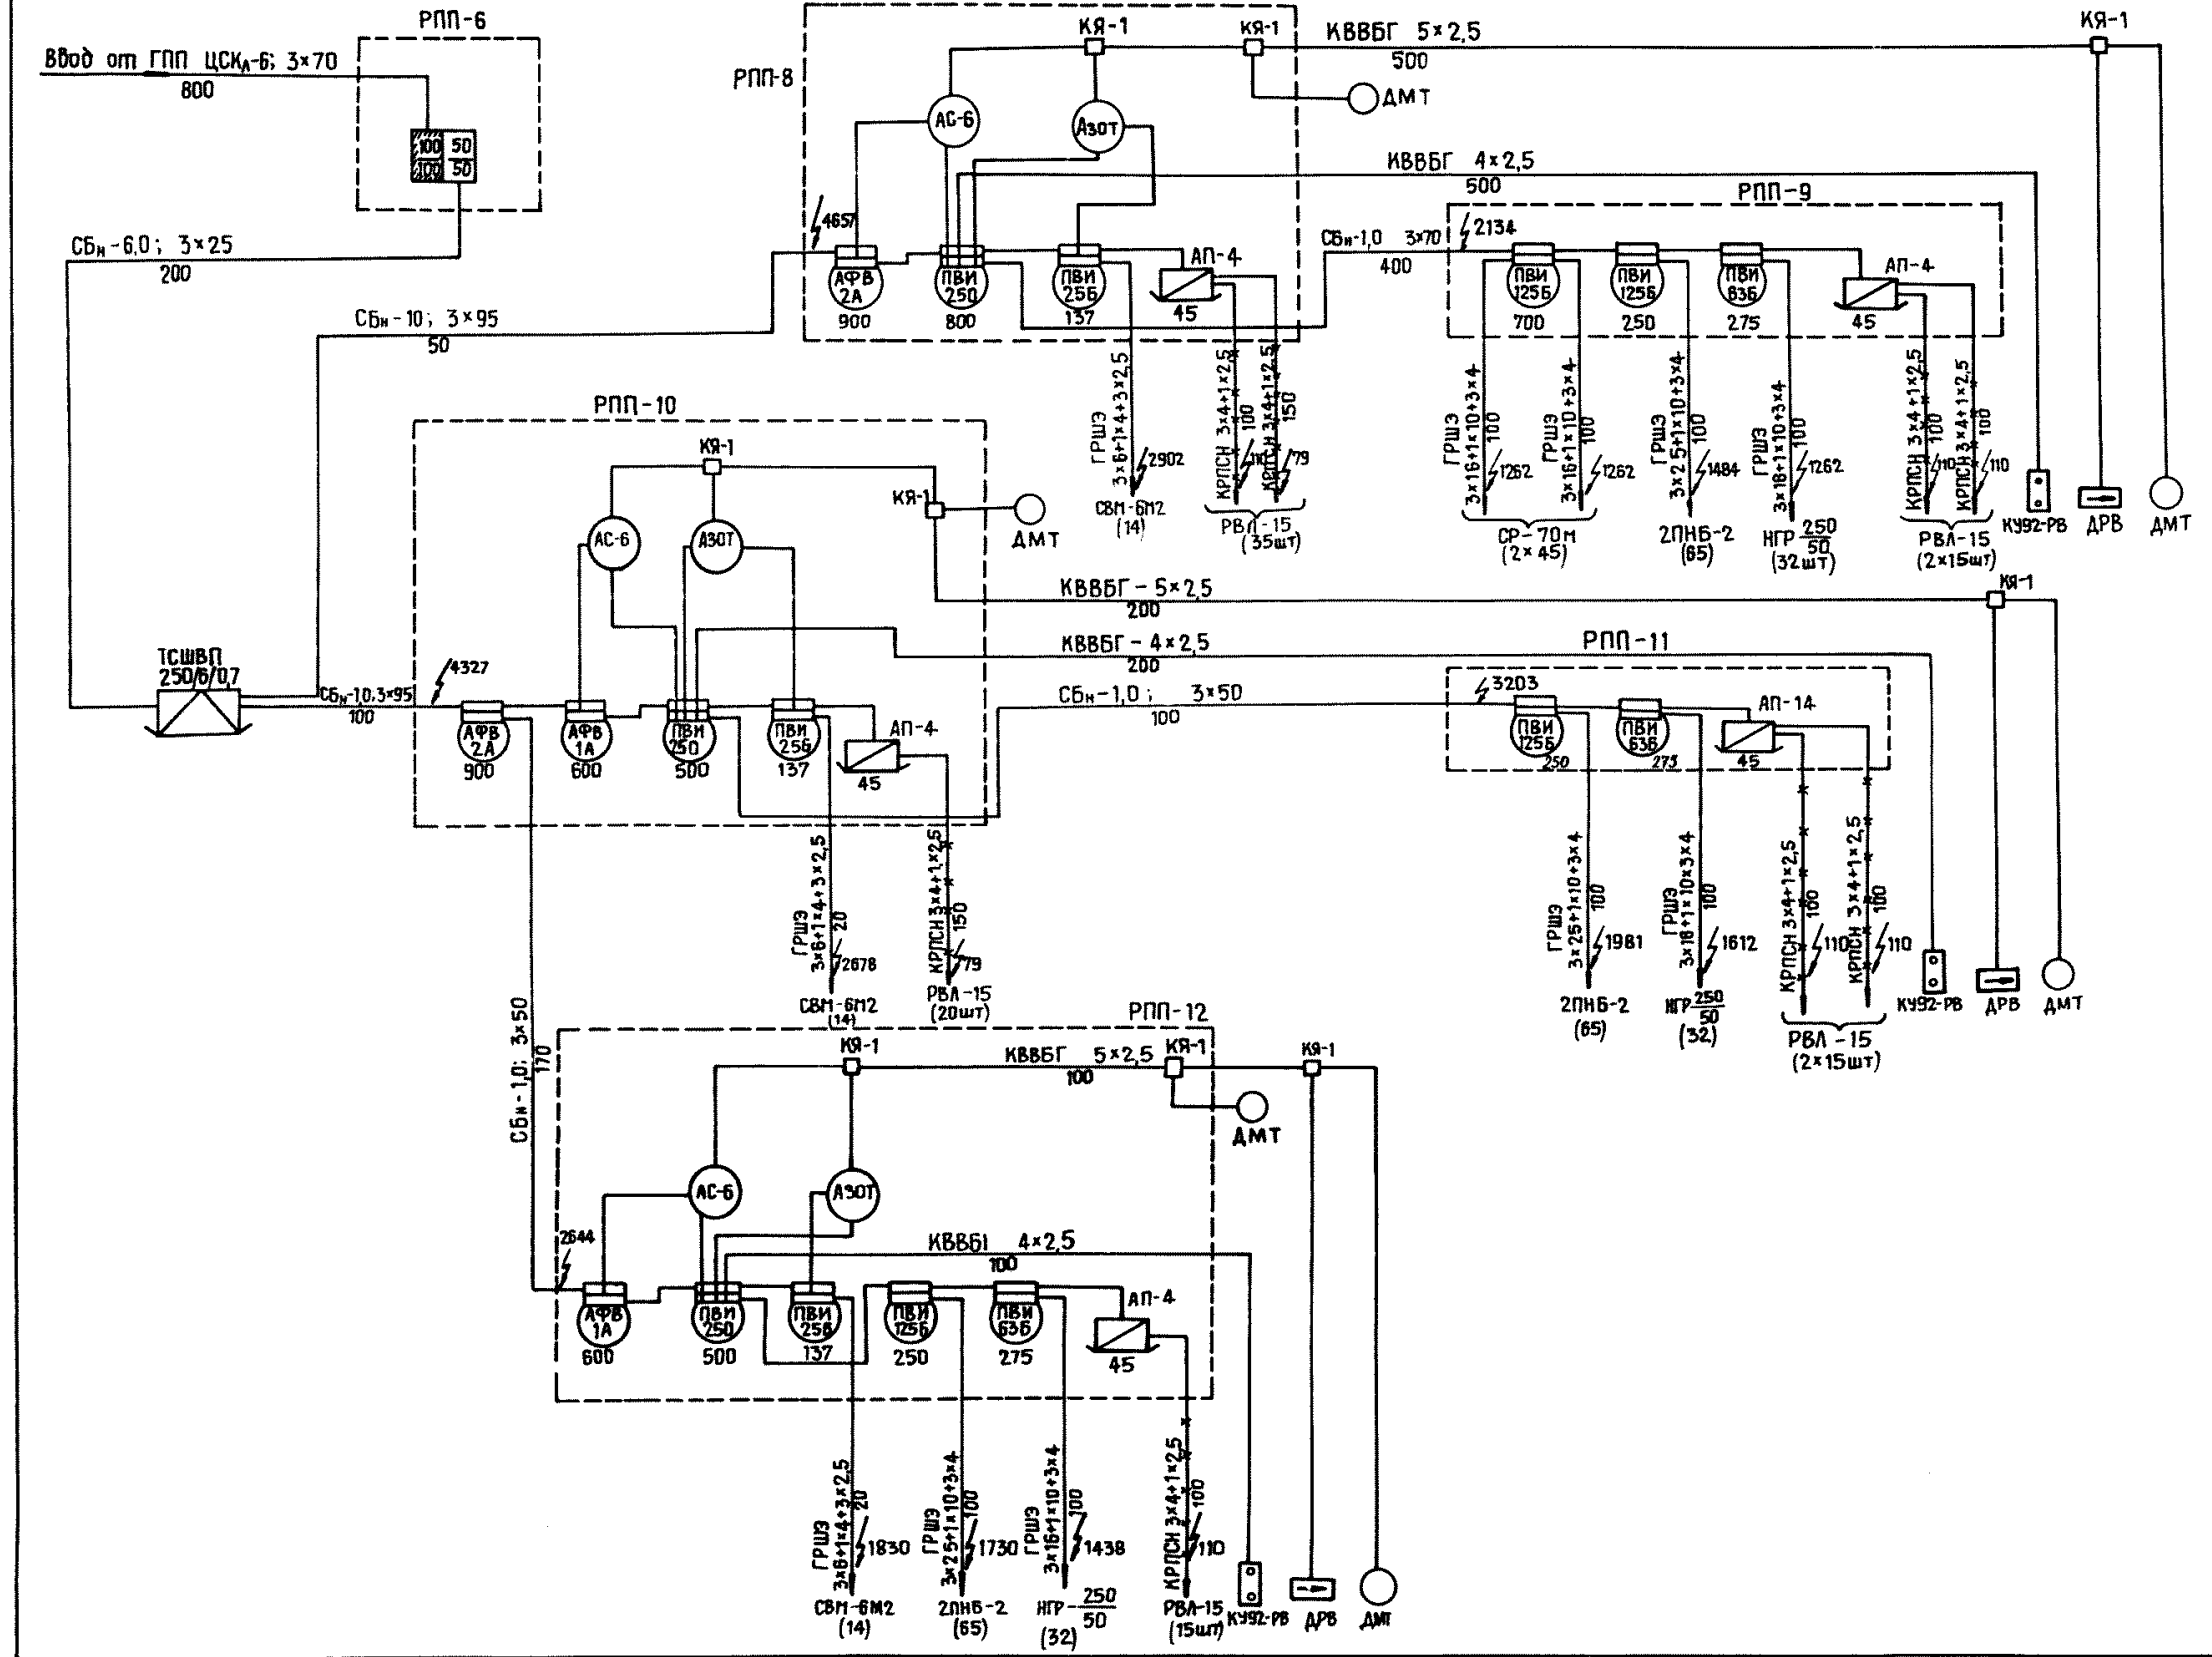 РПП-6
Ввод от ГПП ЦСКл-6; 3×70
800
100 50
100 50
СБн-6,0; 3×25
200
СБн-10; 3×95
50
ТСШВП
250/6/0,7
СБн-1.0; 3×95
100
РПП-8
КЯ-1
КЯ-1
КВВБГ 5×2,5
500
КЯ-1
АС-6
Азот
ДМТ
КВВБГ 4×2,5
500
4657
АФВ
2А
900
ПВИ
250
800
ПВИ
25Б
137
АП-4
45
СБн-1,0 3×70
400
ГРШЭ
3×6+1×4+3×2,5
2902
СВМ-6М2
(14)
КРПСН 3×4+1×2,5
100
110
КРПСН 3×4+1×2,5
150
79
РВЛ-15
(35шт)
РПП-9
2134
ПВИ
125Б
700
ПВИ
125Б
250
ПВИ
63Б
275
АП-4
45
ГРШЭ
3×16+1×10+3×4
100
1262
ГРШЭ
3×16+1×10+3×4
100
1262
СР-70м
(2×45)
ГРШЭ
3×25+1×10+3×4
100
1484
2ПНБ-2
(65)
ГРШЭ
3×16+1×10+3×4
100
1262
НГР 250
50
(32шт)
КРПСН 3×4+1×2,5
100
110
КРПСН 3×4+1×2,5
100
110
РВЛ-15
(2×15шт)
КУ92-РВ
ДРВ
ДМТ
РПП-10
КЯ-1
КЯ-1
АС-6
АЗОТ
ДМТ
КВВБГ-5×2,5
200
КЯ-1
КВВБГ-4×2,5
200
4327
АФВ
2А
900
АФВ
1А
600
ПВИ
250
500
ПВИ
25Б
137
АП-4
45
СБн-1,0; 3×50
100
ГРШЭ
3×6+1×4+3×2,5
20
2678
СВМ-6М2
(14)
КРПСН 3×4+1×2,5
150
79
РВЛ-15
(20шт)
РПП-11
3203
ПВИ
125Б
250
ПВИ
63Б
275
АП-14
45
ГРШЭ
3×25+1×10+3×4
100
1981
2ПНБ-2
(65)
ГРШЭ
3×16+1×10×3×4
100
1612
НГР 250
50
(32)
КРПСН 3×4+1×2,5
100
110
КРПСН 3×4+1×2,5
100
110
РВЛ-15
(2×15шт)
КУ92-РВ
ДРВ
ДМТ
СБн-1,0; 3×50
170
РПП-12
КЯ-1
КВВБГ 5×2,5
100
КЯ-1
КЯ-1
ДМТ
АС-6
АЗОТ
КВВБГ 4×2,5
100
2644
АФВ
1А
600
ПВИ
250
500
ПВИ
25Б
137
ПВИ
125Б
250
ПВИ
63Б
275
АП-4
45
ГРШЭ
3×6+1×4+3×2,5
20
1830
СВМ-6М2
(14)
ГРШЭ
3×25+1×10+3×4
100
1730
2ПНБ-2
(65)
ГРШЭ
3×16+1×10+3×4
100
1438
НГР-250
50
(32)
КРПСН 3×4+1×2,5
100
110
РВЛ-15
(15шт)
КУ92-РВ
ДРВ
ДМТ